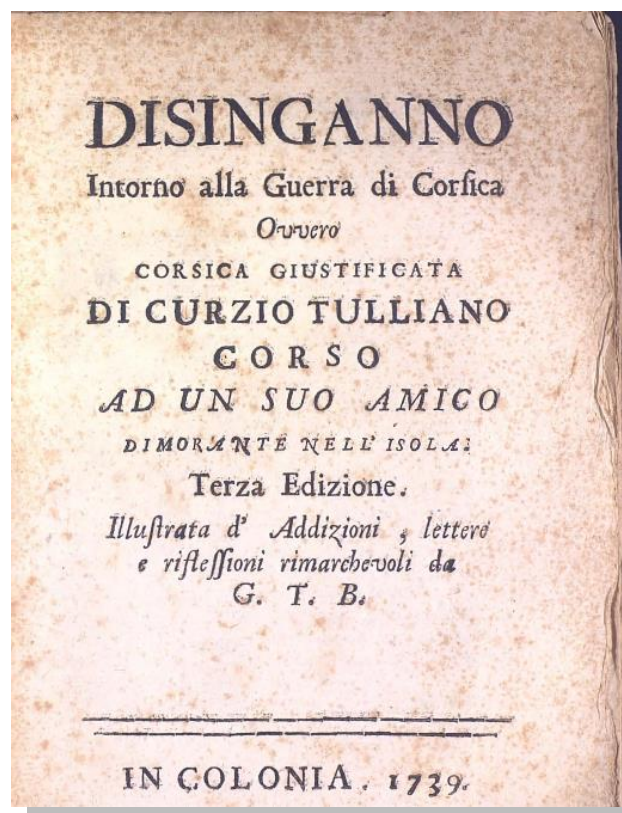 DISINGANNO
Intorno alla Guerra di Corſica
Ovvero
CORSICA GIUSTIFICATA
DI CURZIO TULLIANO
CORSO
AD UN SUO AMICO
DIMORANTE NELL' ISOLA:
Terza Edizione.
Illuſtrata d' Addizioni , lettere
e rifleſſioni rimarchevoli da
G. T. B.
IN COLONIA. 1739.